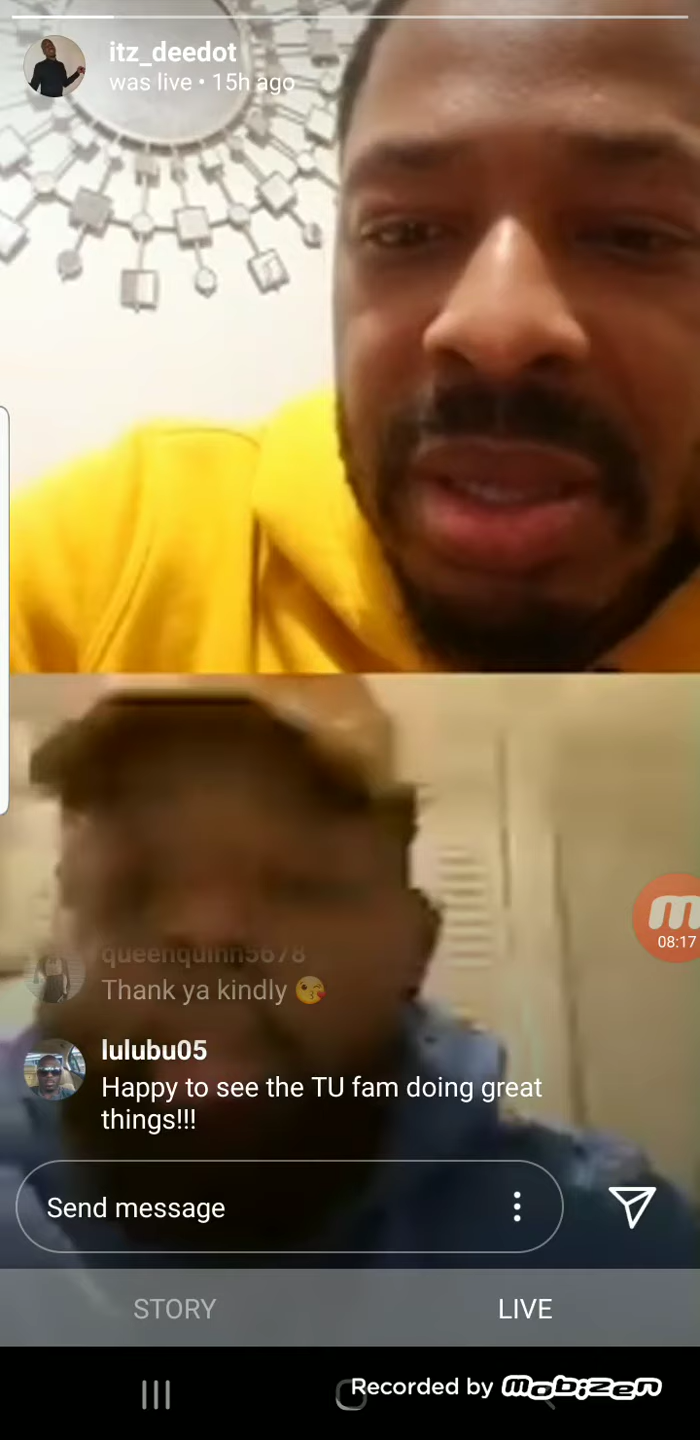 itz_deedot
was live • 15h ago
queenquinn5678
Thank ya kindly 😘
lulubu05
Happy to see the TU fam doing great
things!!!
Send message
m
08:17
STORY
LIVE
Recorded by mobizen